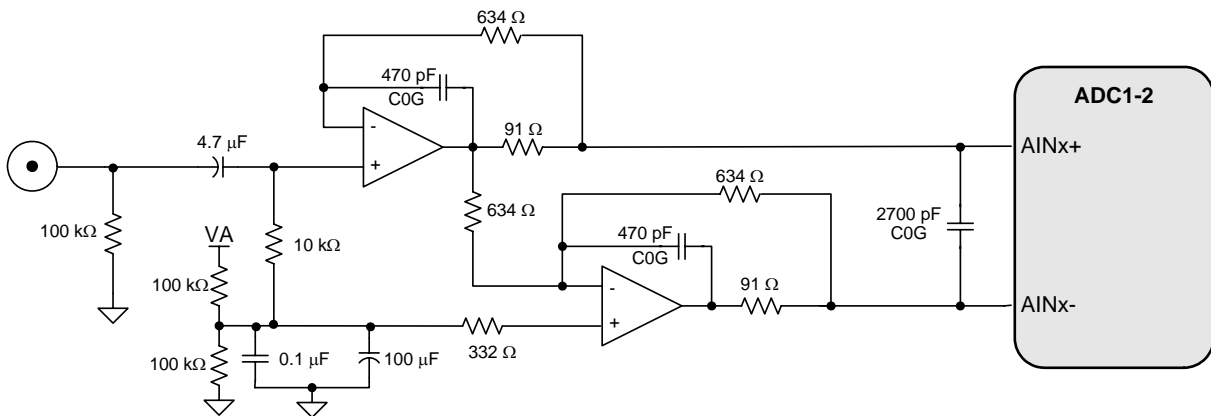 634 Ω
470 pF
C0G
ADC1-2
-
+
91 Ω
AINx+
4.7 µF
634 Ω
634 Ω
100 kΩ
VA
10 kΩ
470 pF
C0G
2700 pF
C0G
100 kΩ
-
+
91 Ω
AINx-
332 Ω
100 kΩ
0.1 µF
100 µF